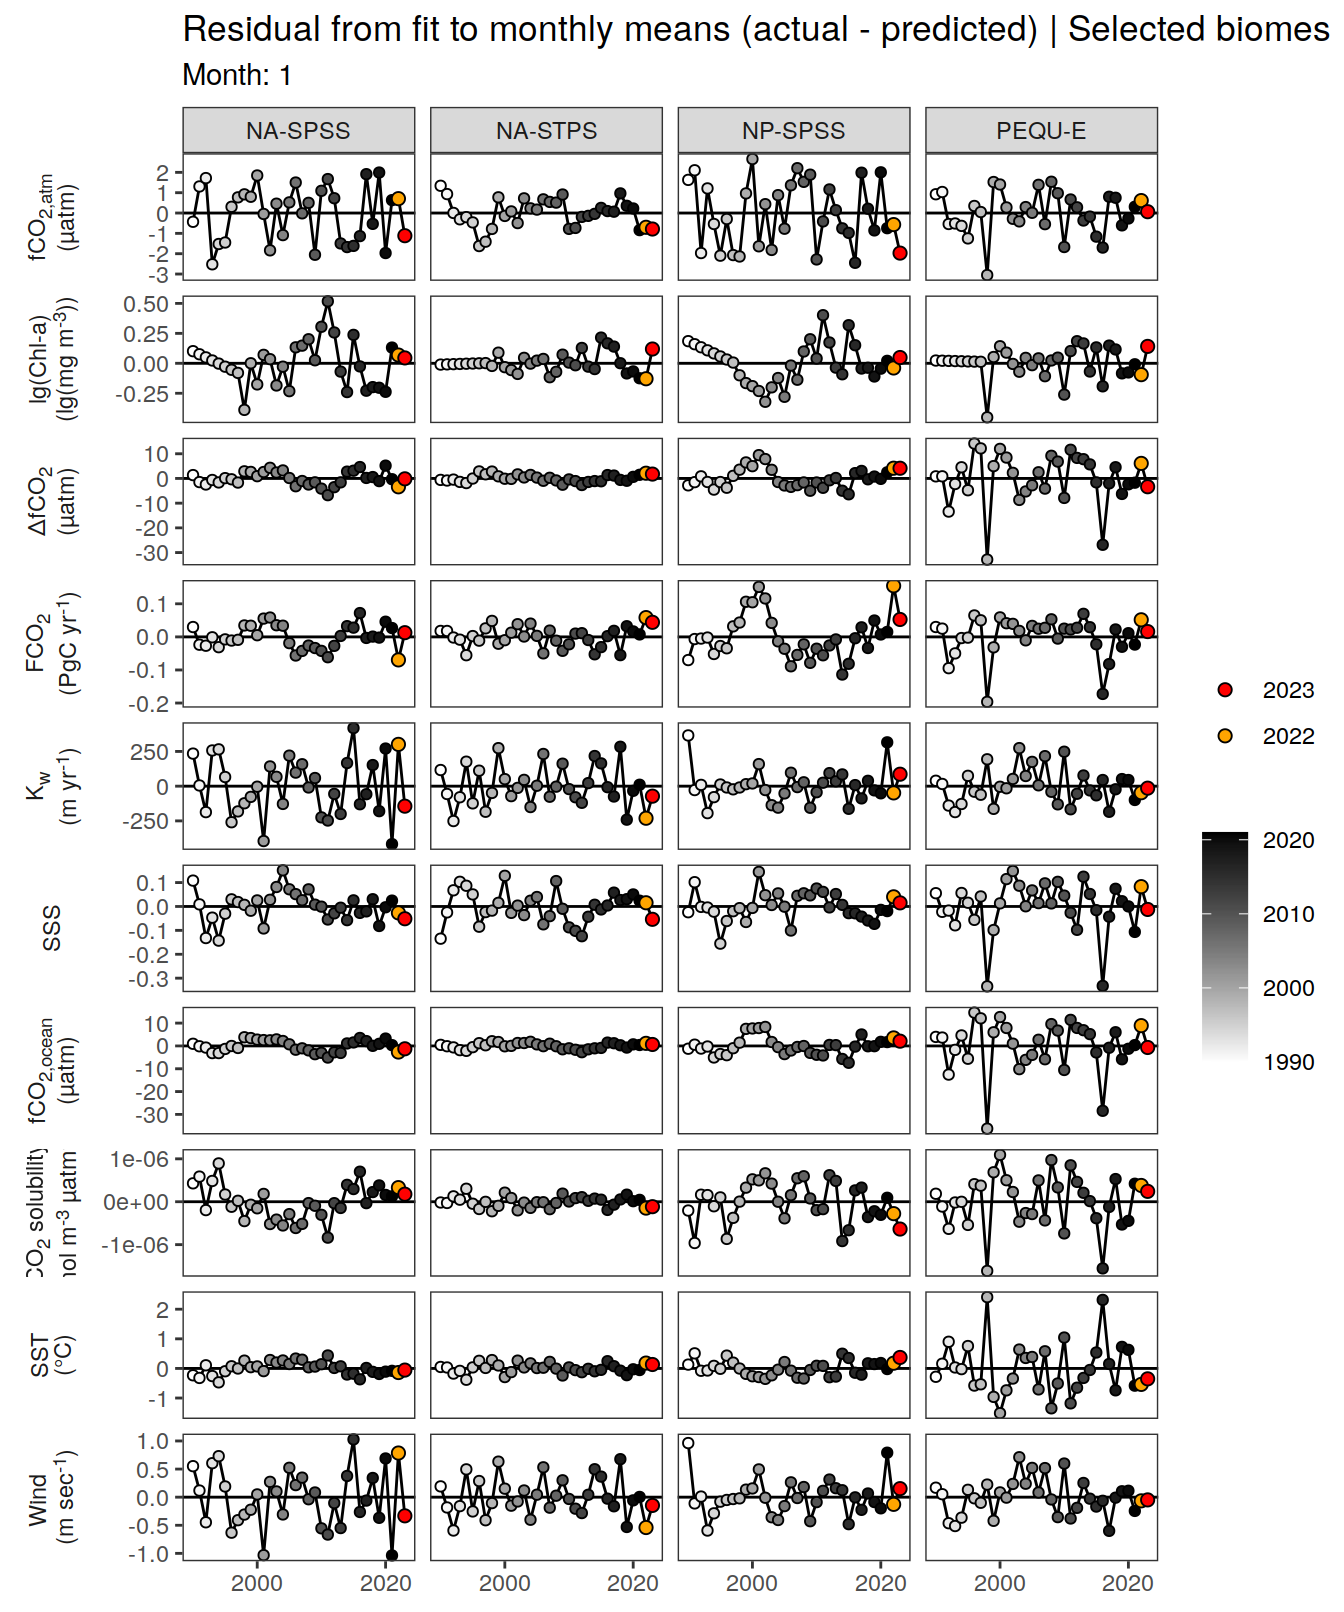 Residual from fit to monthly means (actual - predicted) | Selected biomes
Month: 1
NA-SPSS
NA-STPS
NP-SPSS
PEQU-E
fCO2,atm
(µatm)
2
1
0
-1
-2
-3
lg(Chl-a)
(lg(mg m-3))
0.50
0.25
0.00
-0.25
ΔfCO2
(µatm)
10
0
-10
-20
-30
FCO2
(PgC yr-1)
0.1
0.0
-0.1
-0.2
Kw
(m yr-1)
250
0
-250
SSS
0.1
0.0
-0.1
-0.2
-0.3
fCO2,ocean
(µatm)
10
0
-10
-20
-30
CO2 solubility
nol m-3 µatm
1e-06
0e+00
-1e-06
SST
(°C)
2
1
0
-1
Wind
(m sec-1)
1.0
0.5
0.0
-0.5
-1.0
2000
2020
2000
2020
2000
2020
2000
2020
2023
2022
2020
2010
2000
1990